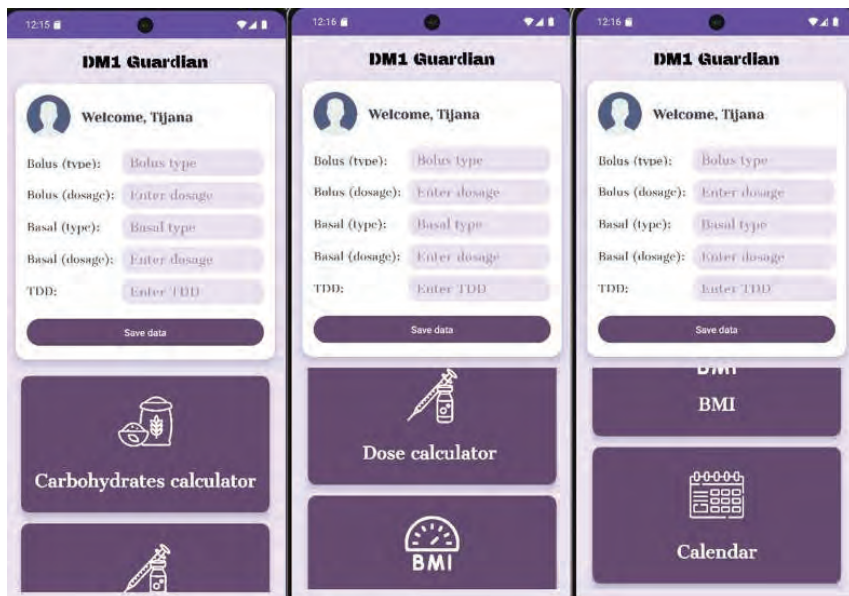 12:15
DM1 Guardian
Welcome, Tijana
Bolus (type): Bolus type
Bolus (dosage): Enter dosage
Basal (type): Basal type
Basal (dosage): Enter dosage
TDD: Enter TDD
Save data
Carbohydrates calculator
12:16
DM1 Guardian
Welcome, Tijana
Bolus (type): Bolus type
Bolus (dosage): Enter dosage
Basal (type): Basal type
Basal (dosage): Enter dosage
TDD: Enter TDD
Save data
Dose calculator
BMI
12:16
DM1 Guardian
Welcome, Tijana
Bolus (type): Bolus type
Bolus (dosage): Enter dosage
Basal (type): Basal type
Basal (dosage): Enter dosage
TDD: Enter TDD
Save data
BMI
BMI
Calendar